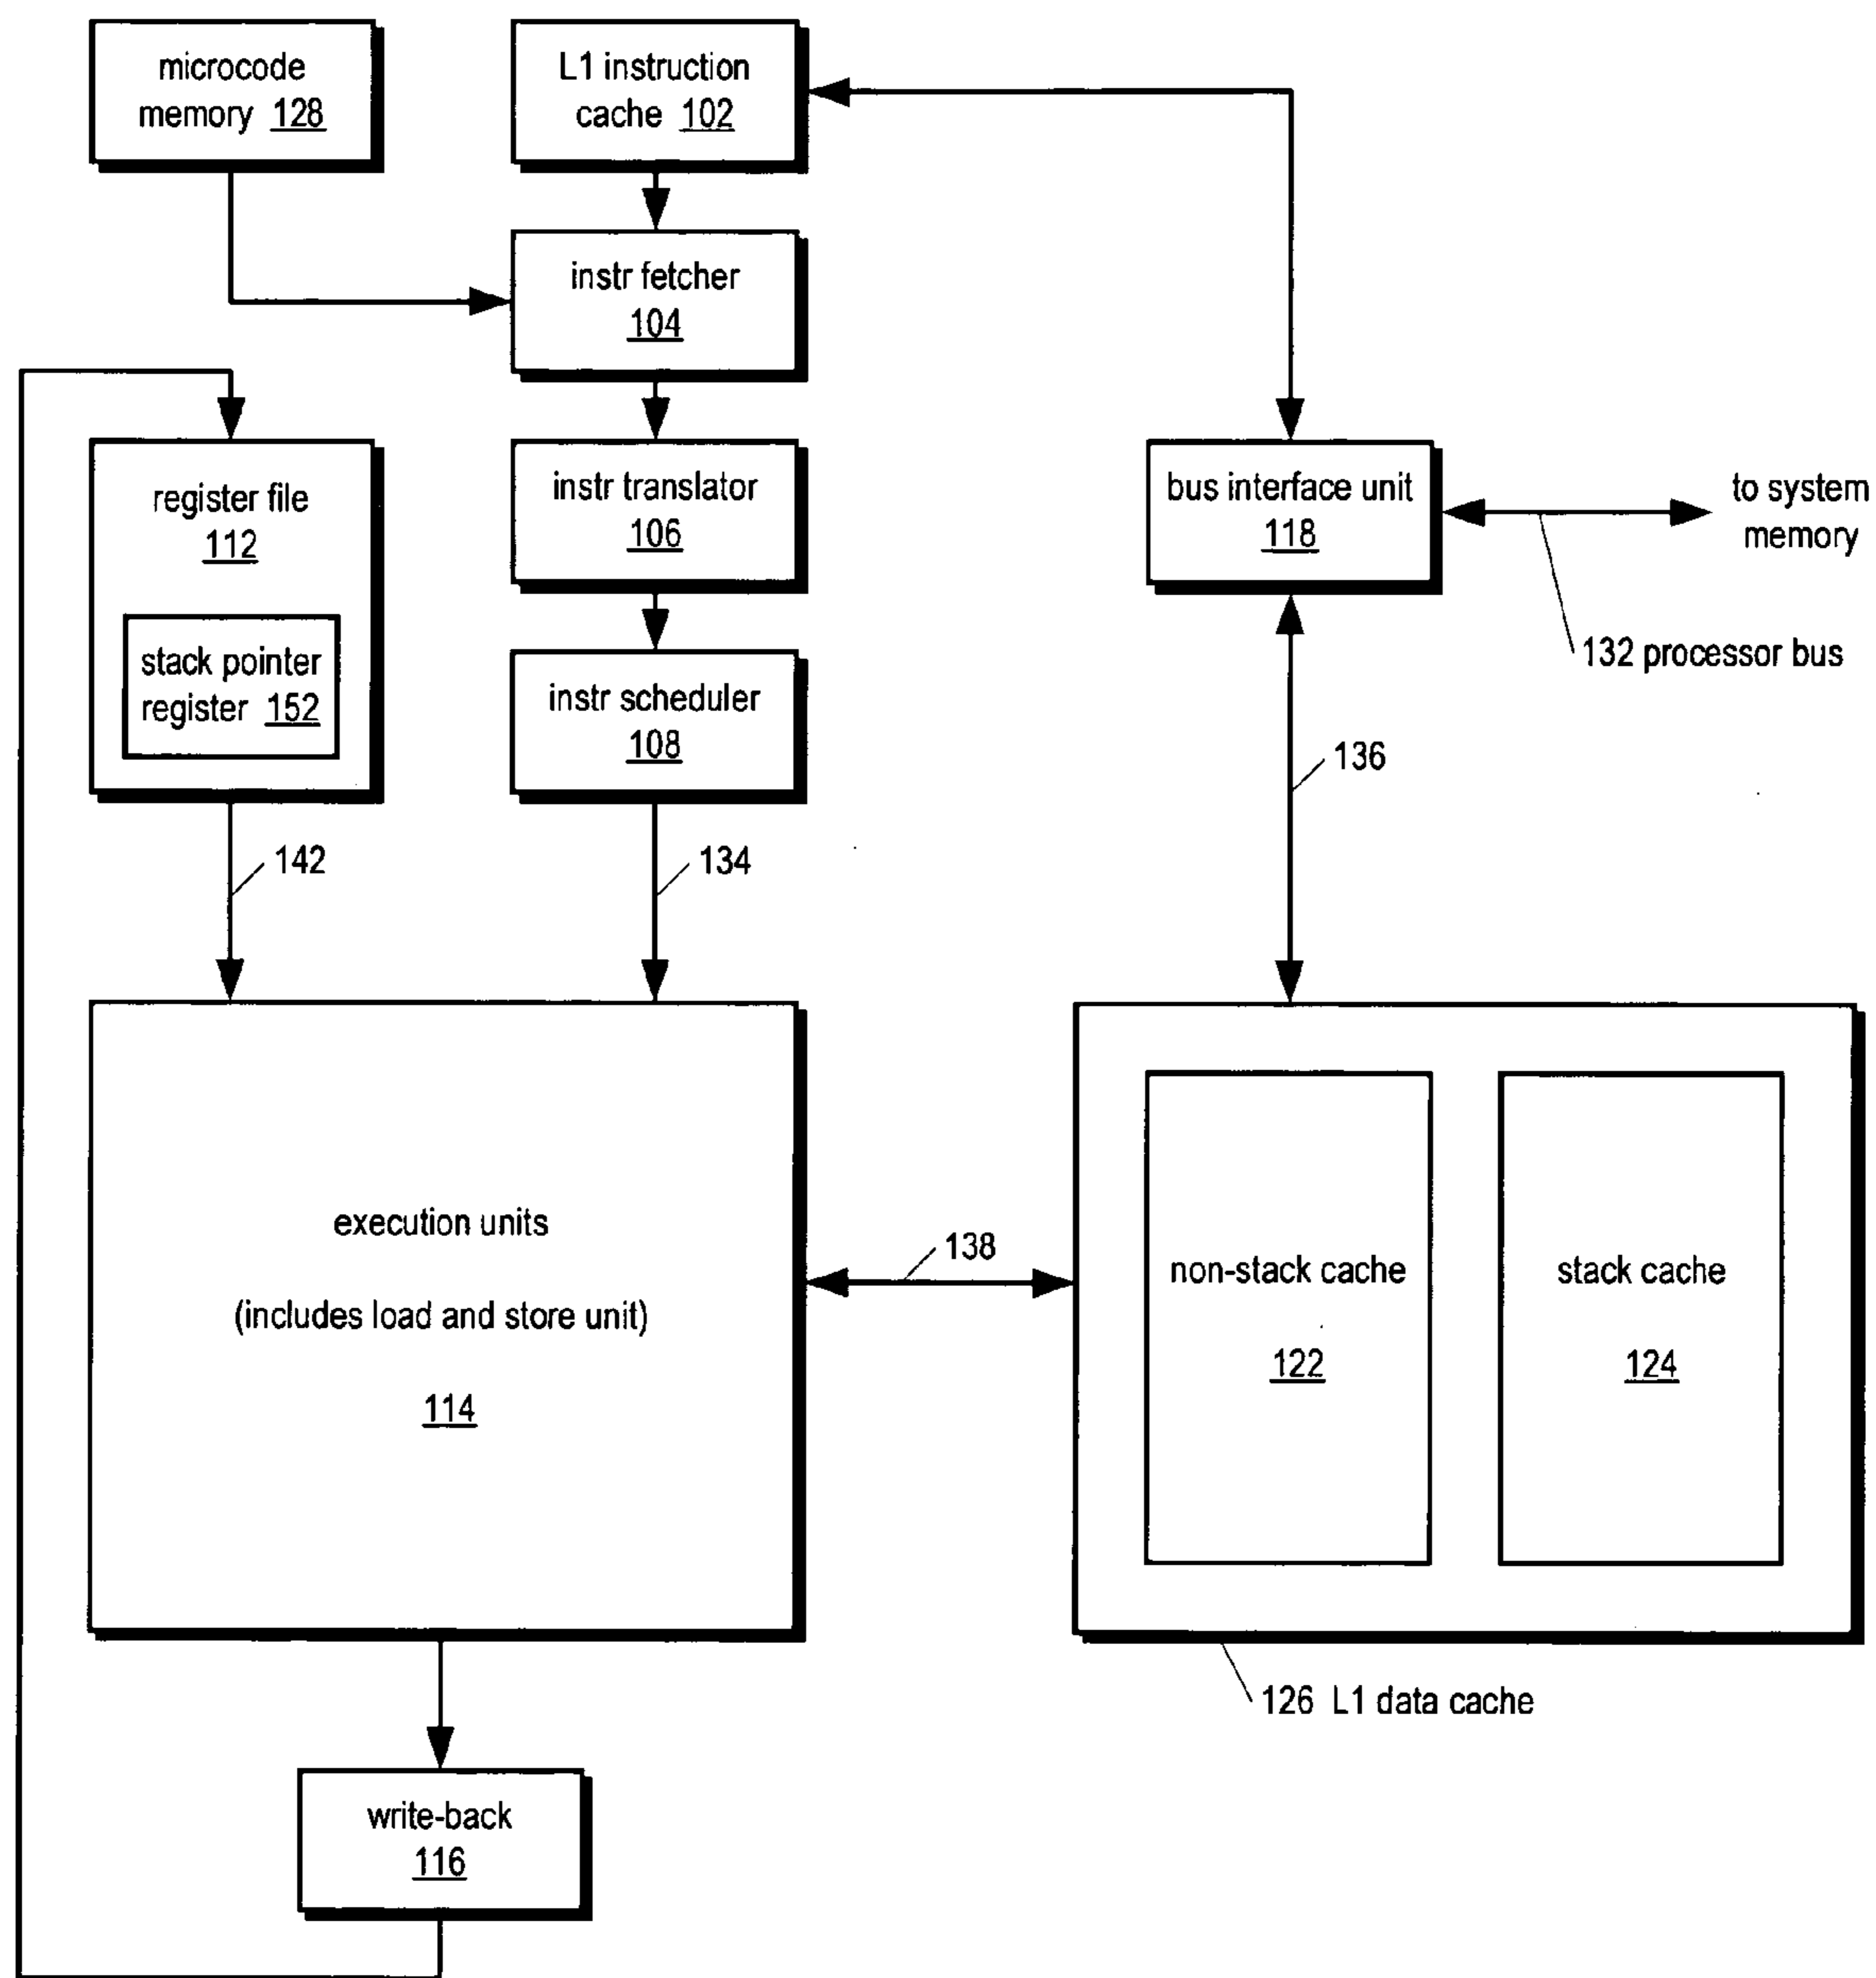 microcode
memory 128
L1 instruction
cache 102
instr fetcher
104
register file
112
stack pointer
register 152
instr translator
106
instr scheduler
108
bus interface unit
118
to system
memory
132 processor bus
136
142
134
execution units
(includes load and store unit)
114
138
non-stack cache
122
stack cache
124
126 L1 data cache
write-back
116